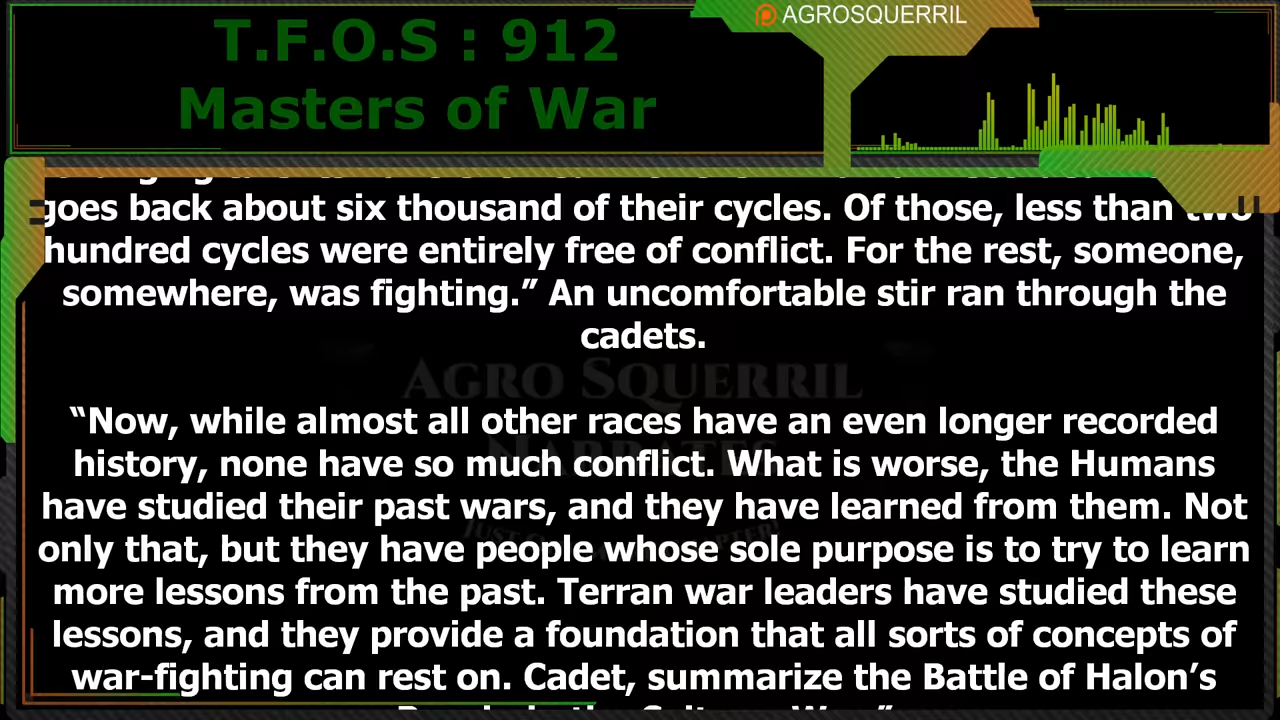 AGROSQUERRIL
T.F.O.S : 912
Masters of War
goes back about six thousand of their cycles. Of those, less than two
hundred cycles were entirely free of conflict. For the rest, someone,
somewhere, was fighting.” An uncomfortable stir ran through the
cadets.
AGRO SQUERRIL
NARRATES
“Now, while almost all other races have an even longer recorded
history, none have so much conflict. What is worse, the Humans
have studied their past wars, and they have learned from them. Not
only that, but they have people whose sole purpose is to try to learn
more lessons from the past. Terran war leaders have studied these
lessons, and they provide a foundation that all sorts of concepts of
war-fighting can rest on. Cadet, summarize the Battle of Halon’s